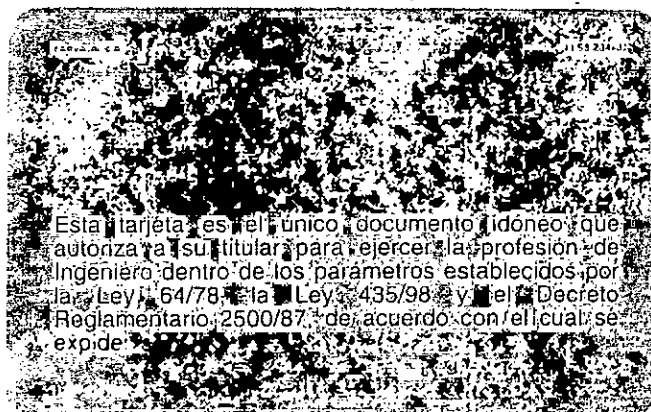 Esta tarjeta es el único documento idóneo que
autoriza a su titular para ejercer la profesión de
Ingeniero dentro de los parámetros establecidos por
la Ley 64/78 la Ley 435/98 y el Decreto
Reglamentario 2500/87, de acuerdo con el cual se
expide